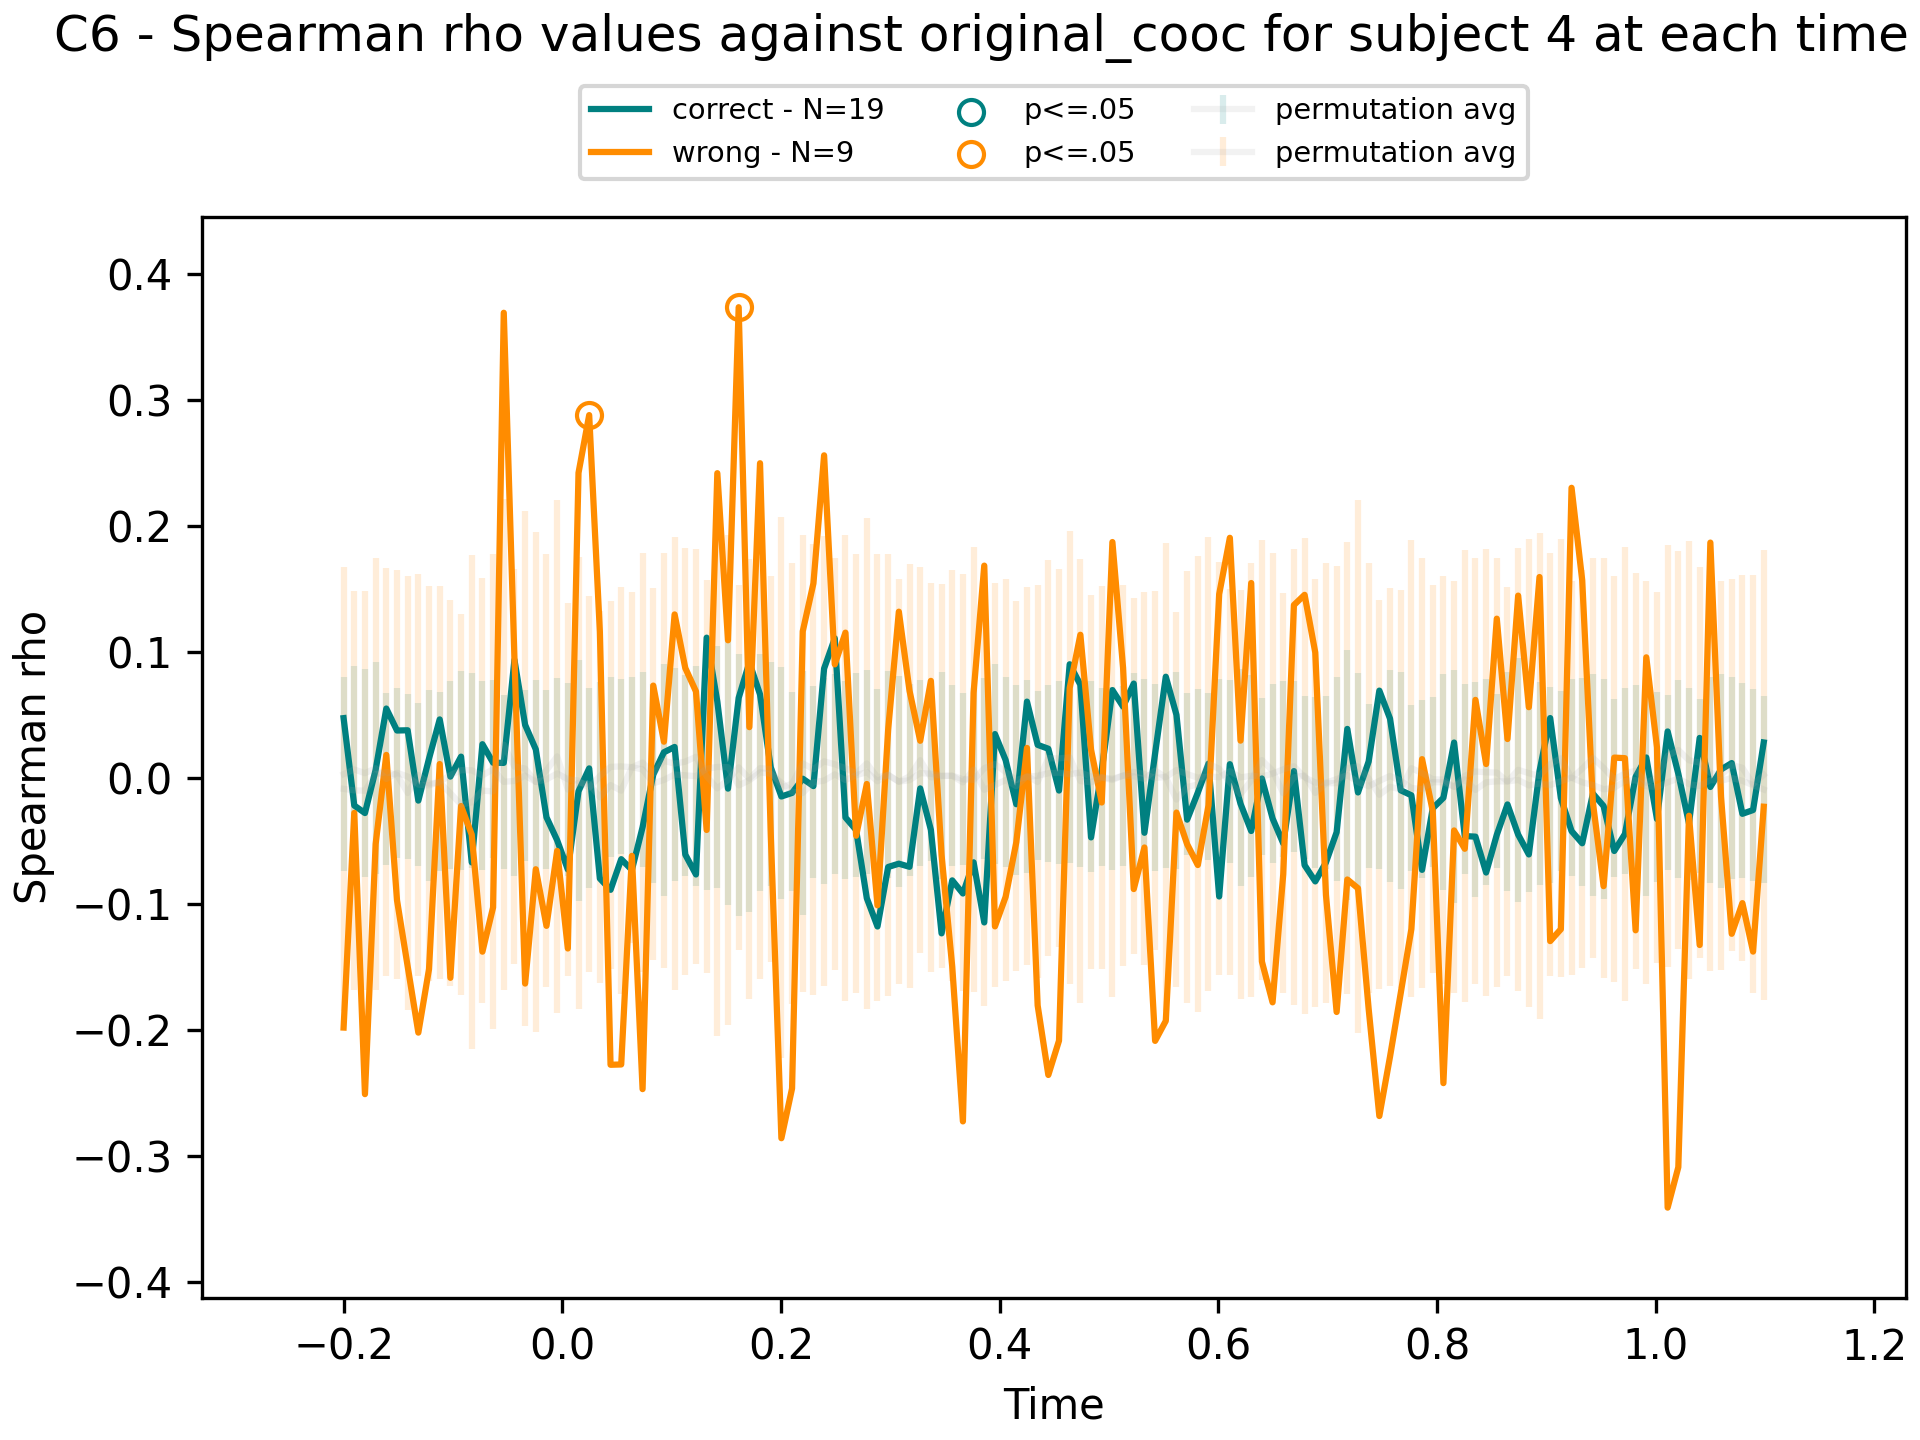 C6 - Spearman rho values against original_cooc for subject 4 at each time
correct - N=19
wrong - N=9
p<=.05
p<=.05
permutation avg
permutation avg
Spearman rho
0.4
0.3
0.2
0.1
0.0
−0.1
−0.2
−0.3
−0.4
−0.2 0.0 0.2 0.4 0.6 0.8 1.0 1.2
Time